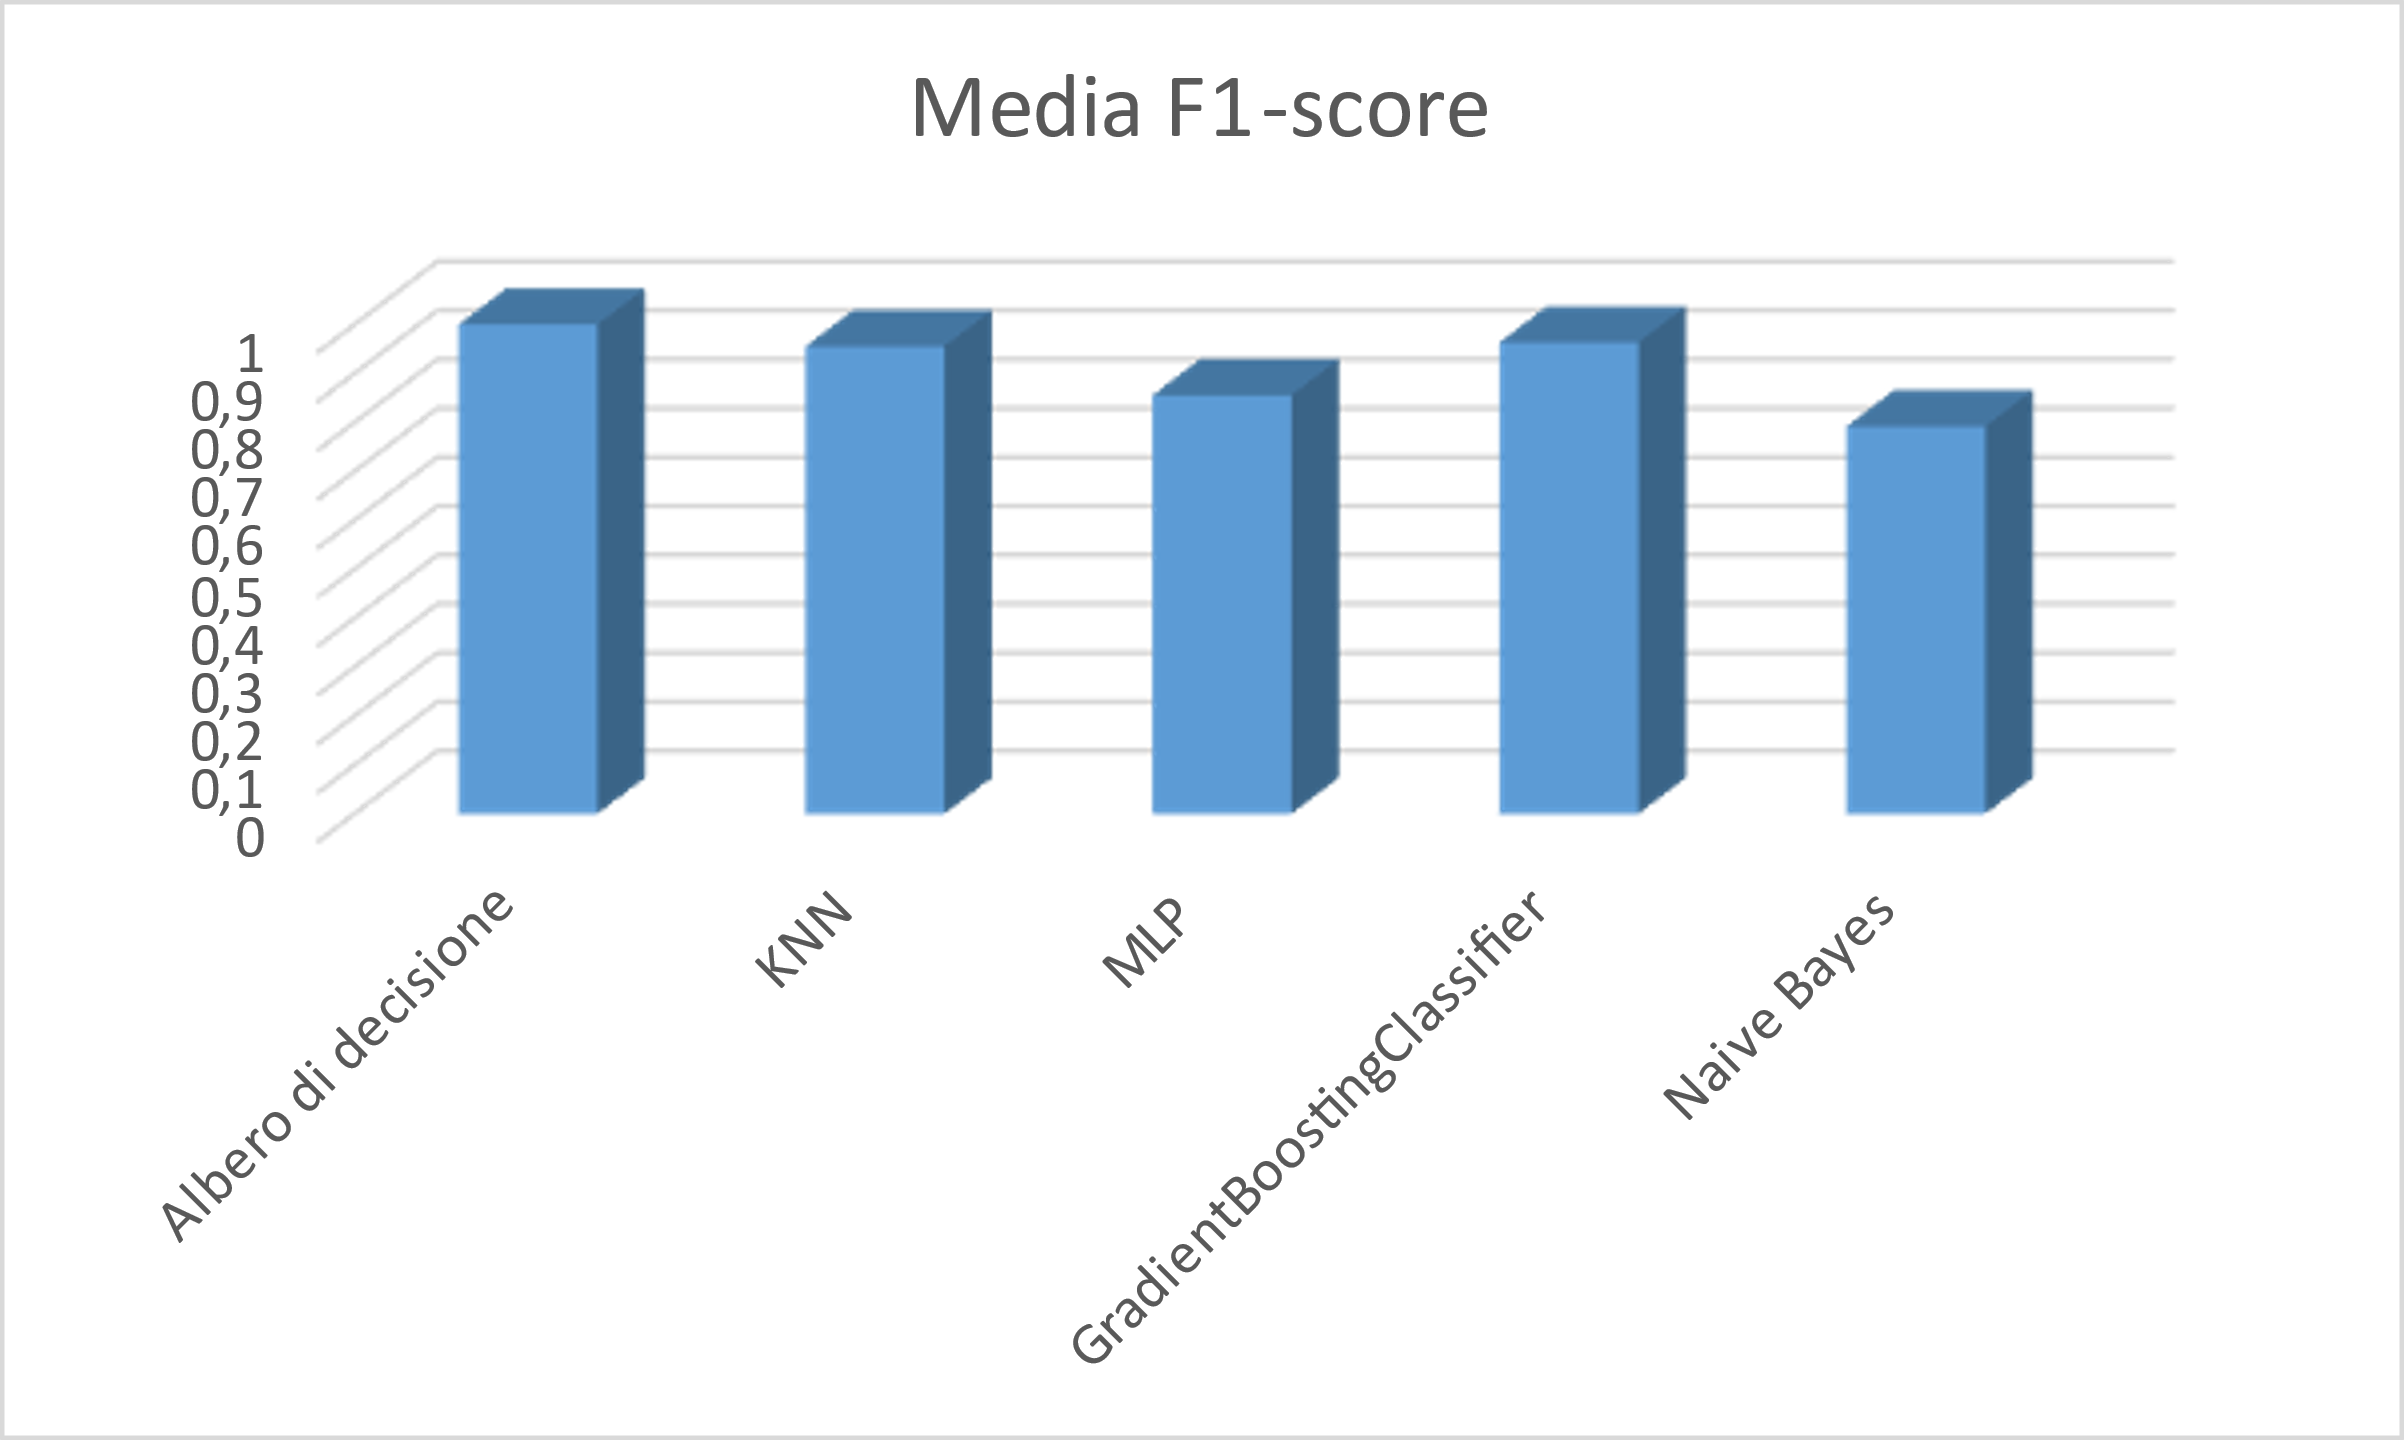 Media F1-score
1
0,9
0,8
0,7
0,6
0,5
0,4
0,3
0,2
0,1
0
Albero di decisione
KNN
MLP
GradientBoostingClassifier
Naive Bayes